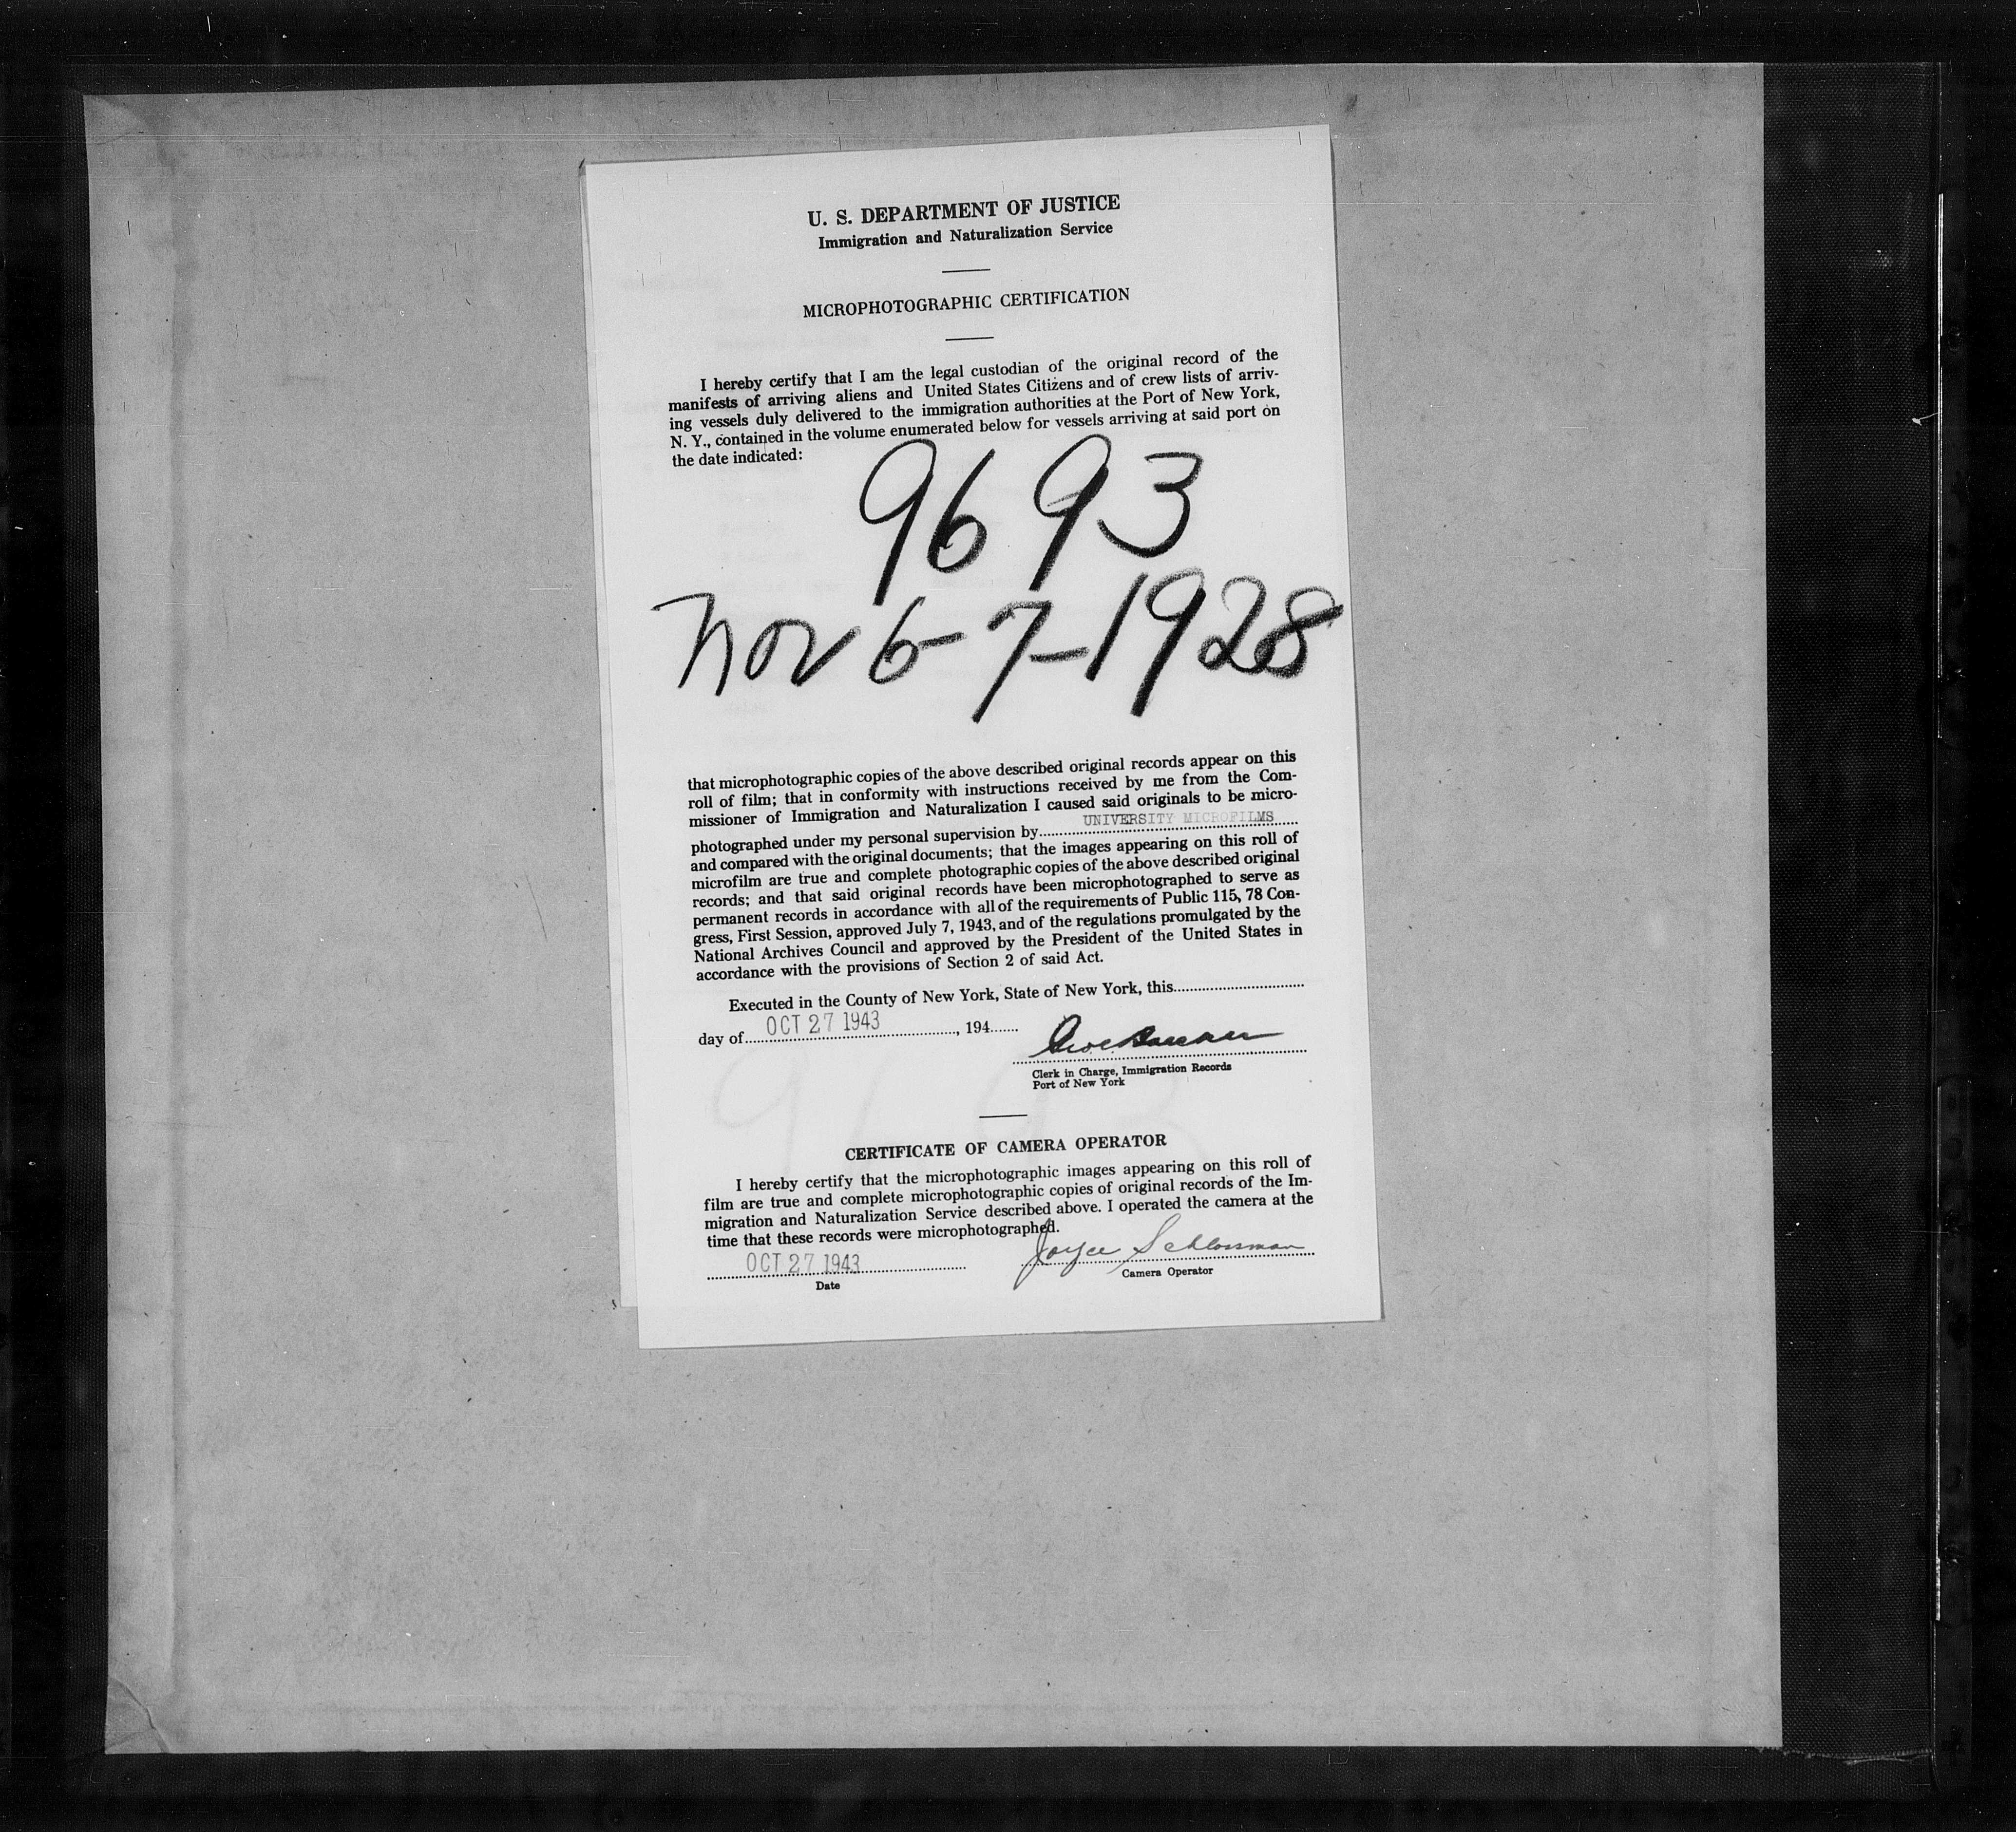 U. S. DEPARTMENT OF JUSTICE
Immigration and Naturalization Service
MICROPHOTOGRAPHIC CERTIFICATION
I hereby certify that I am the legal custodian of the original record of the
manifests of arriving aliens and United States Citizens and of crew lists of arriv-
ing vessels duly delivered to the immigration authorities at the Port of New York,
N. Y., contained in the volume enumerated below for vessels arriving at said port on
the date indicated:
9693
Nov 6-7-1928
that microphotographic copies of the above described original records appear on this
roll of film; that in conformity with instructions received by me from the Com-
missioner of Immigration and Naturalization I caused said originals to be micro-
photographed under my personal supervision by UNIVERSITY MICROFILMS
and compared with the original documents; that the images appearing on this roll of
microfilm are true and complete photographic copies of the above described original
records; and that said original records have been microphotographed to serve as
permanent records in accordance with all of the requirements of Public 115, 78 Con-
gress, First Session, approved July 7, 1943, and of the regulations promulgated by the
National Archives Council and approved by the President of the United States in
accordance with the provisions of Section 2 of said Act.
Executed in the County of New York, State of New York, this
day of OCT 27 1943, 194
Clerk in Charge, Immigration Records
Port of New York
CERTIFICATE OF CAMERA OPERATOR
I hereby certify that the microphotographic images appearing on this roll of
film are true and complete microphotographic copies of original records of the Im-
migration and Naturalization Service described above. I operated the camera at the
time that these records were microphotographed.
OCT 27 1943 Joyce Schlossman
Date Camera Operator